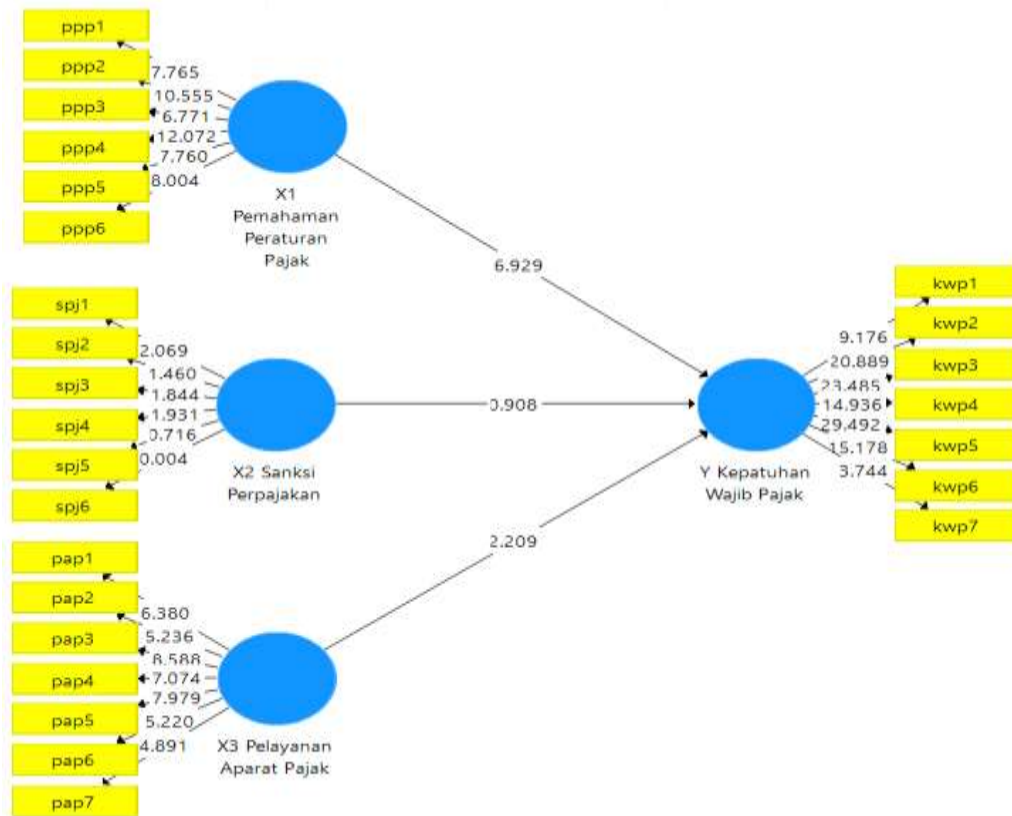 ppp1
ppp2
ppp3
ppp4
ppp5
ppp6
7.765
10.555
6.771
12.072
7.760
8.004
X1
Pemahaman
Peraturan
Pajak
6.929
spj1
spj2
spj3
spj4
spj5
spj6
2.069
1.460
1.844
1.931
0.716
0.004
X2 Sanksi
Perpajakan
0.908
pap1
pap2
pap3
pap4
pap5
pap6
pap7
6.380
5.236
8.588
7.074
7.979
5.220
4.891
X3 Pelayanan
Aparat Pajak
2.209
Y Kepatuhan
Wajib Pajak
9.176
20.889
23.485
14.936
29.492
15.178
3.744
kwp1
kwp2
kwp3
kwp4
kwp5
kwp6
kwp7